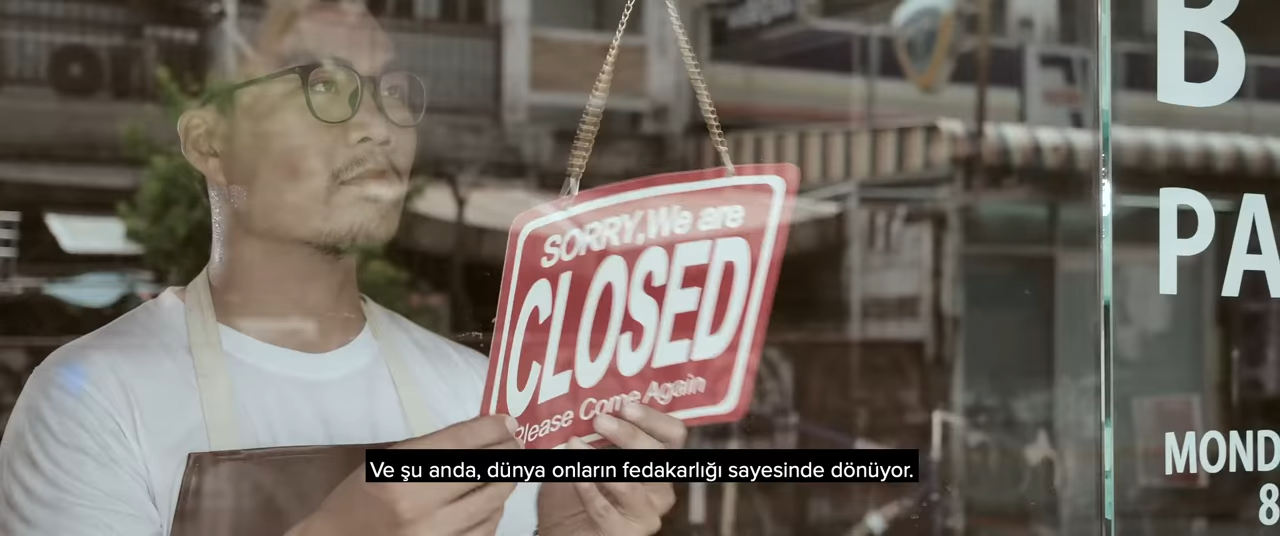 SORRY,We are
CLOSED
Please Come Again
B
PA
MOND
8
Ve şu anda, dünya onların fedakarlığı sayesinde dönüyor.